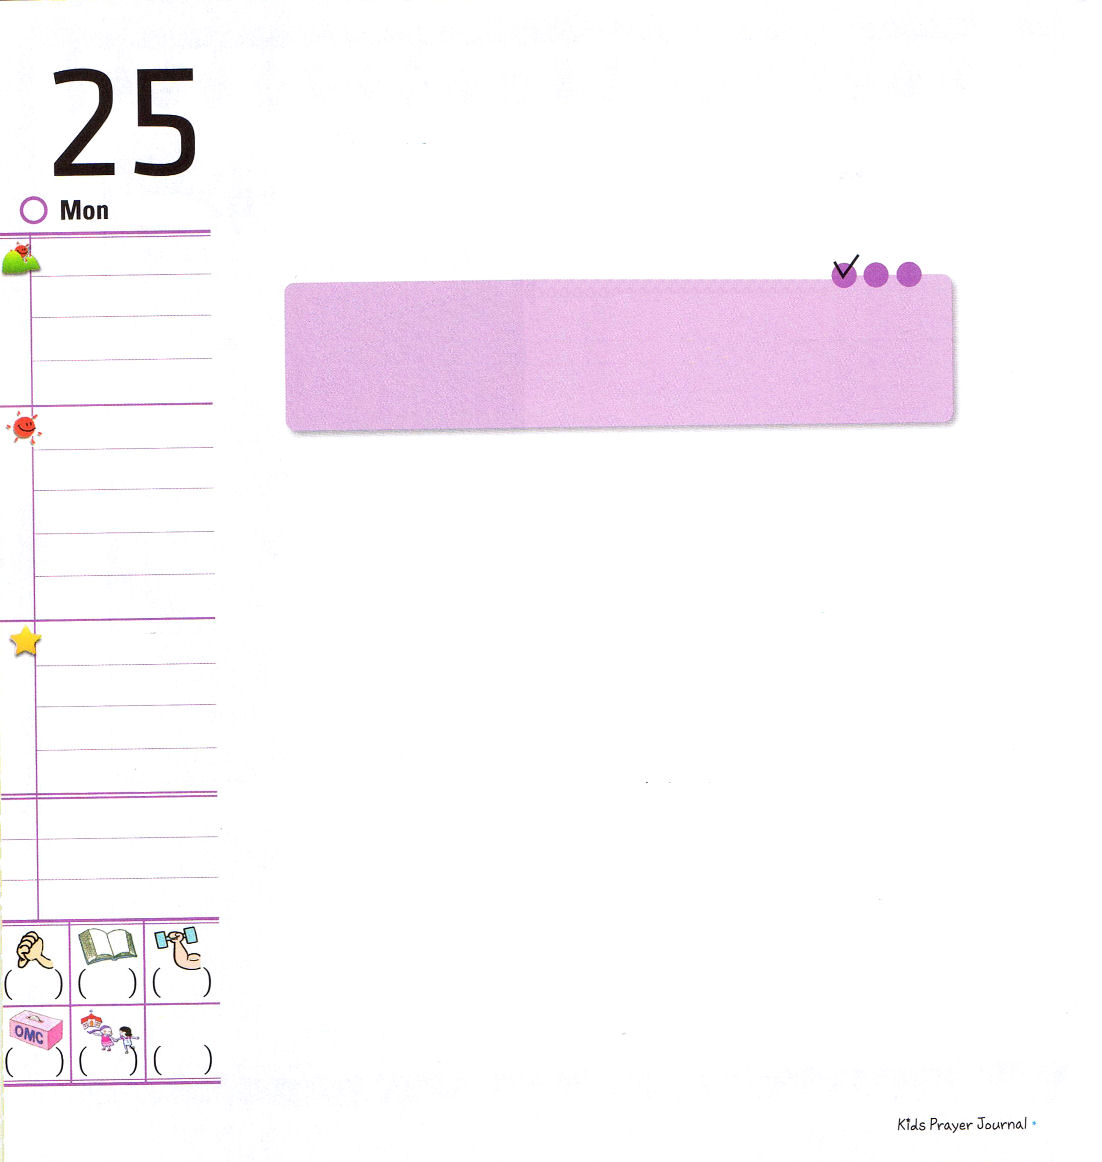 25
Mon
( ) ( ) ( )
OMC
( ) ( ) ( )
Kids Prayer Journal